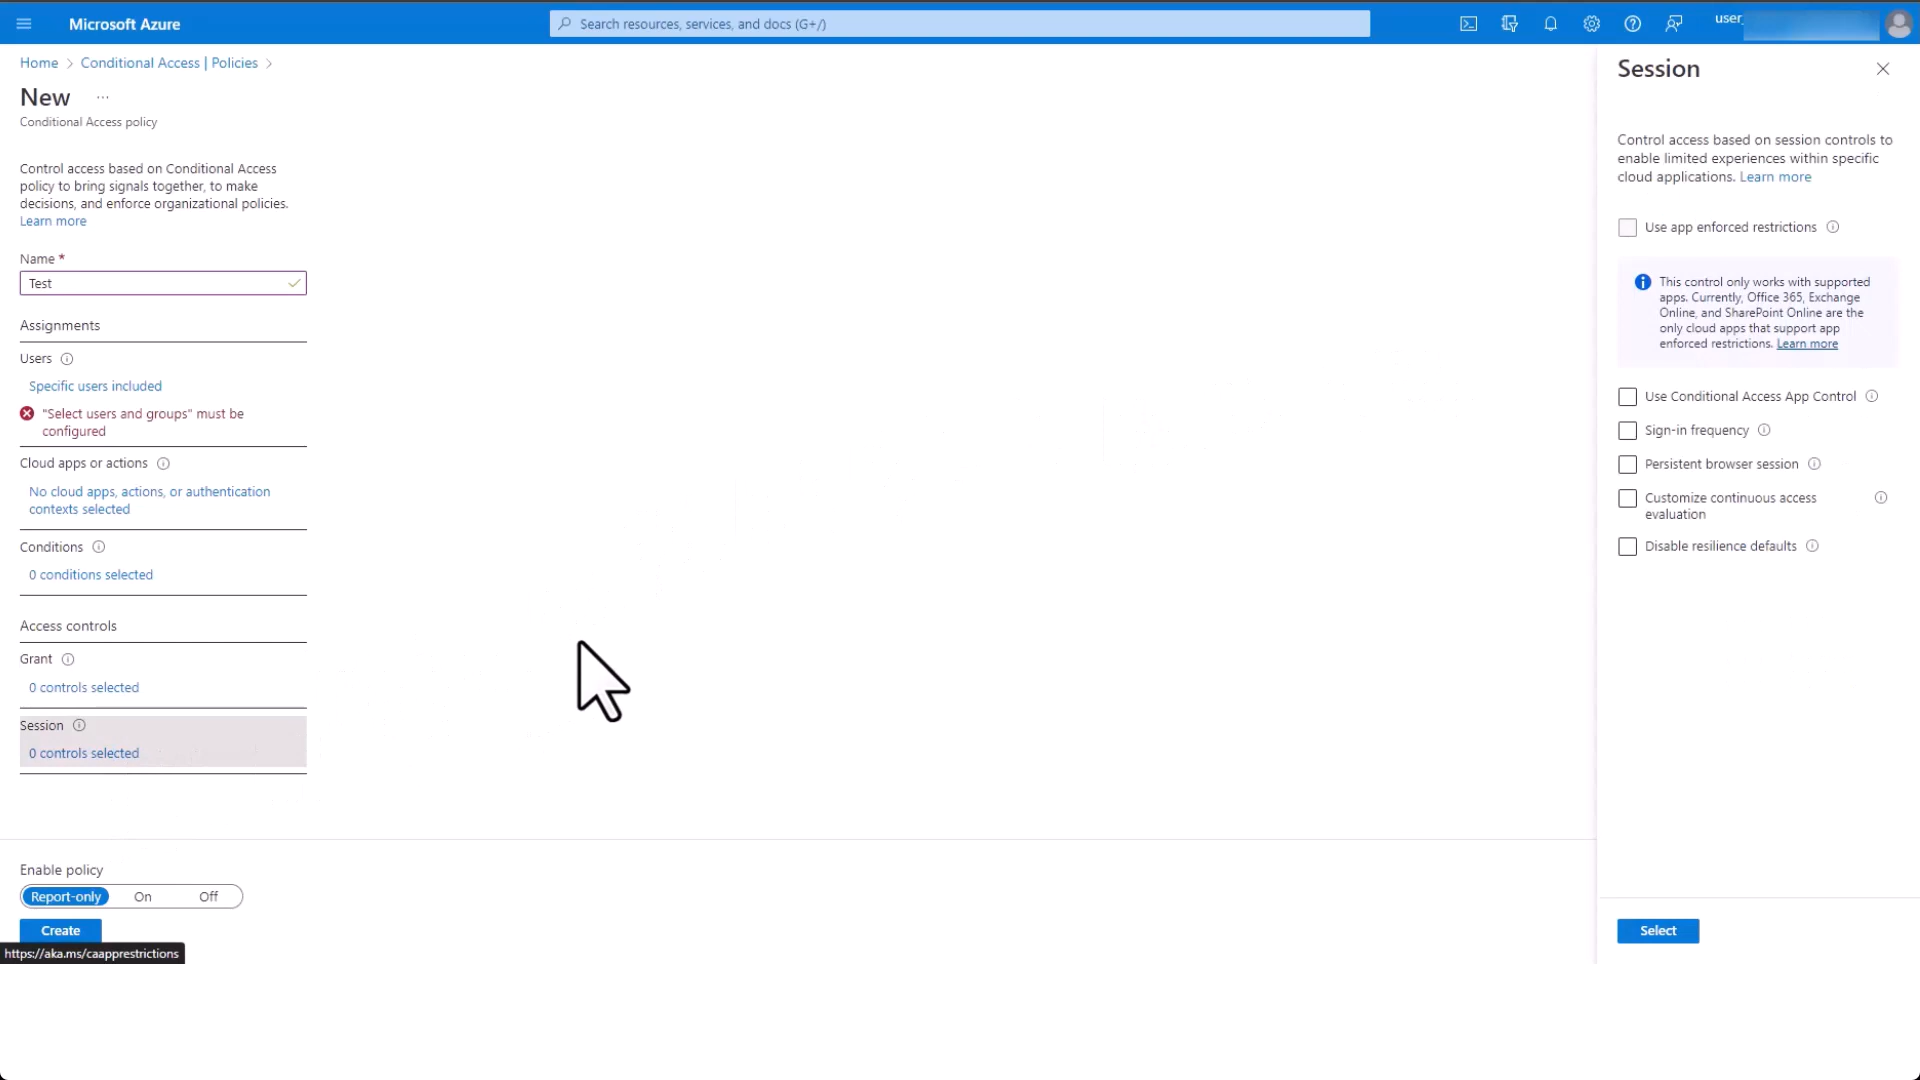 Microsoft Azure
Search resources, services, and docs (G+/)
user_
Home > Conditional Access | Policies >
New ...
Conditional Access policy
Control access based on Conditional Access
policy to bring signals together, to make
decisions, and enforce organizational policies.
Learn more
Name *
Test
Assignments
Users
Specific users included
"Select users and groups" must be
configured
Cloud apps or actions
No cloud apps, actions, or authentication
contexts selected
Conditions
0 conditions selected
Access controls
Grant
0 controls selected
Session
0 controls selected
Enable policy
Report-only On Off
Create
https://aka.ms/caapprestrictions
Session
Control access based on session controls to
enable limited experiences within specific
cloud applications. Learn more
Use app enforced restrictions
This control only works with supported
apps. Currently, Office 365, Exchange
Online, and SharePoint Online are the
only cloud apps that support app
enforced restrictions. Learn more
Use Conditional Access App Control
Sign-in frequency
Persistent browser session
Customize continuous access
evaluation
Disable resilience defaults
Select